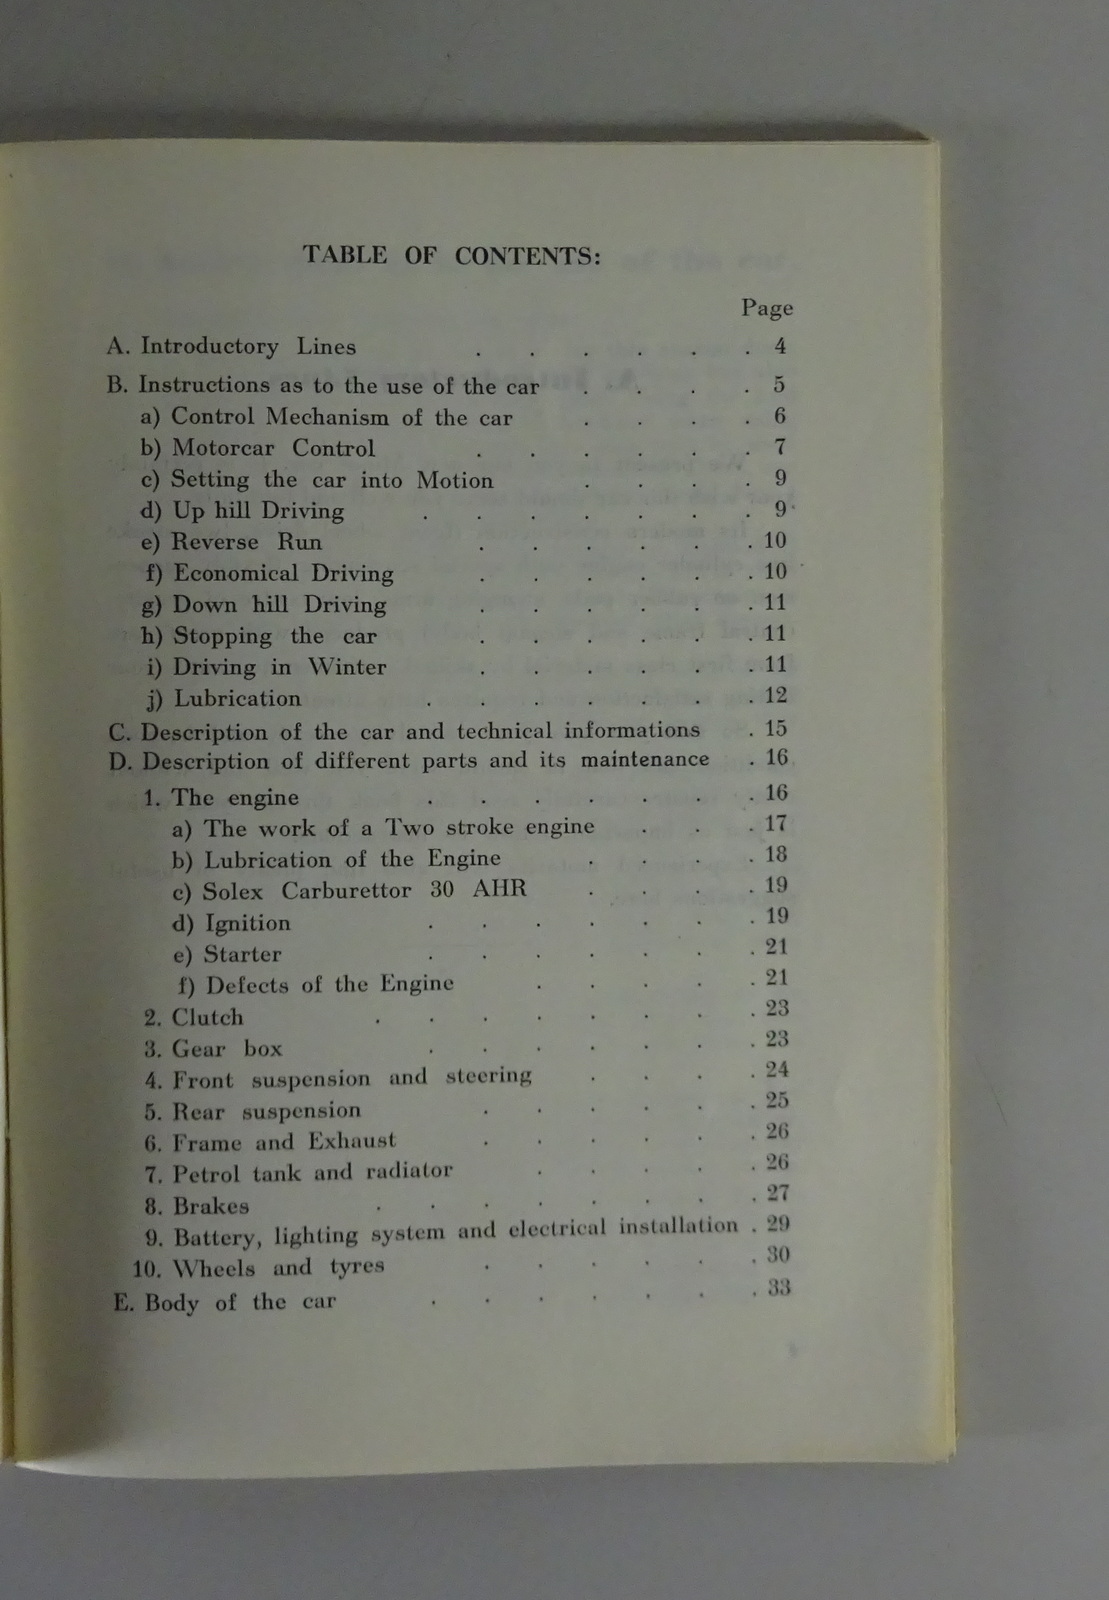 TABLE OF CONTENTS:
Page
A. Introductory Lines . . . . . . 4
B. Instructions as to the use of the car . . . . 5
a) Control Mechanism of the car . . . . 6
b) Motorcar Control . . . . . . 7
c) Setting the car into Motion . . . . 9
d) Up hill Driving . . . . . . . 9
e) Reverse Run . . . . . . 10
f) Economical Driving . . . . . . 10
g) Down hill Driving . . . . . . 11
h) Stopping the car . . . . . . 11
i) Driving in Winter . . . . . . 11
j) Lubrication . . . . . . . 12
C. Description of the car and technical informations . 15
D. Description of different parts and its maintenance . 16
1. The engine . . . . . . . 16
a) The work of a Two stroke engine . . . 17
b) Lubrication of the Engine . . . . 18
c) Solex Carburettor 30 AHR . . . . 19
d) Ignition . . . . . . . 19
e) Starter . . . . . . . 21
f) Defects of the Engine . . . . . 21
2. Clutch . . . . . . . . 23
3. Gear box . . . . . . . 23
4. Front suspension and steering . . . . 24
5. Rear suspension . . . . . . 25
6. Frame and Exhaust . . . . . . 26
7. Petrol tank and radiator . . . . . 26
8. Brakes . . . . . . . . 27
9. Battery, lighting system and electrical installation . 29
10. Wheels and tyres . . . . . . 30
E. Body of the car . . . . . . . 33